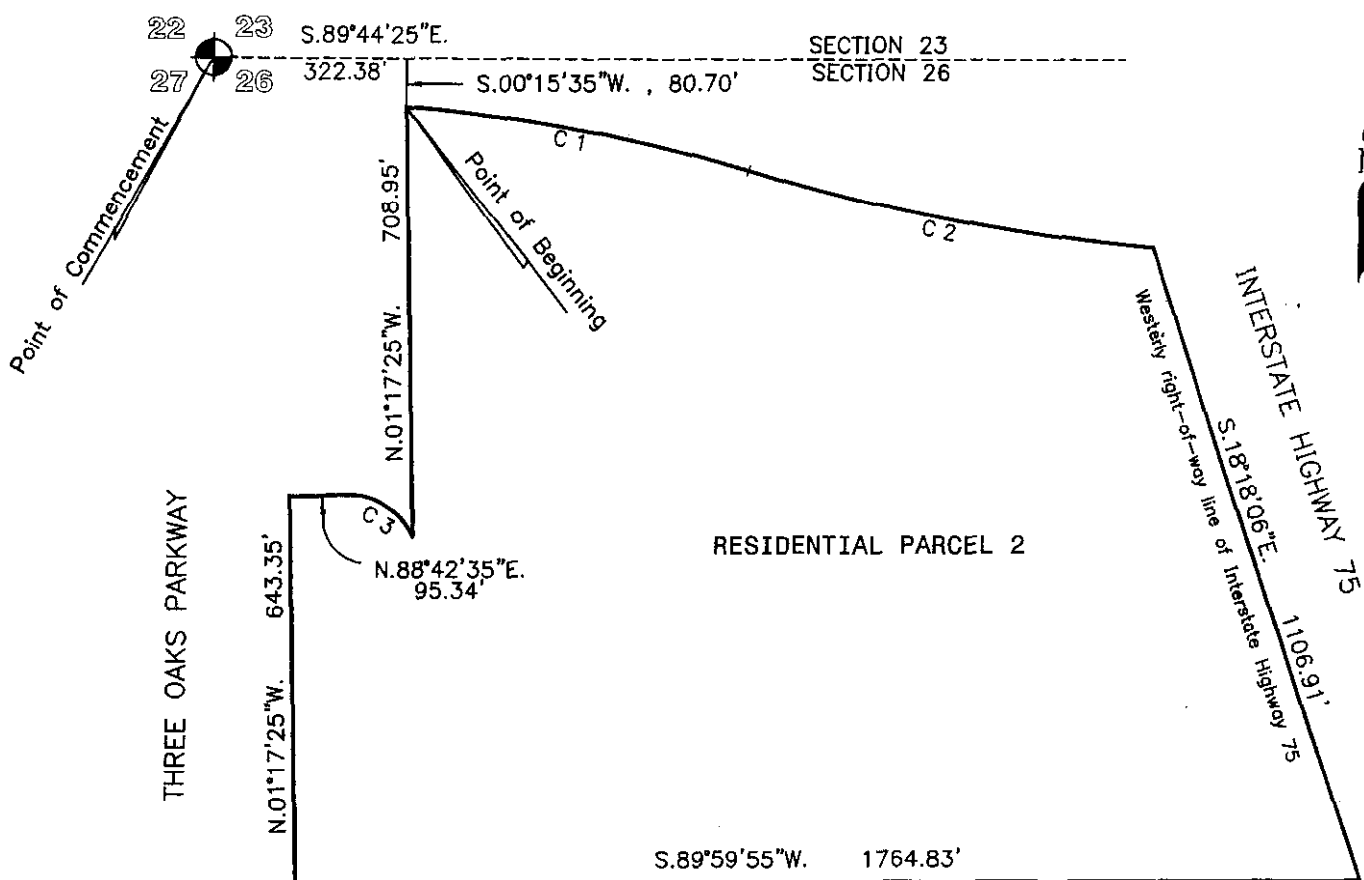 22 23
27 26
S.89°44'25"E.
322.38'
SECTION 23
SECTION 26
S.00°15'35"W. , 80.70'
Point of Commencement
Point of Beginning
C 1
C 2
708.95'
N.01°17'25"W.
C 3
N.88°42'35"E.
95.34'
RESIDENTIAL PARCEL 2
INTERSTATE HIGHWAY 75
Westerly right-of-way line of Interstate Highway 75
S.18°18'06"E. 1106.91'
THREE OAKS PARKWAY
N.01°17'25"W. 643.35'
S.89°59'55"W. 1764.83'